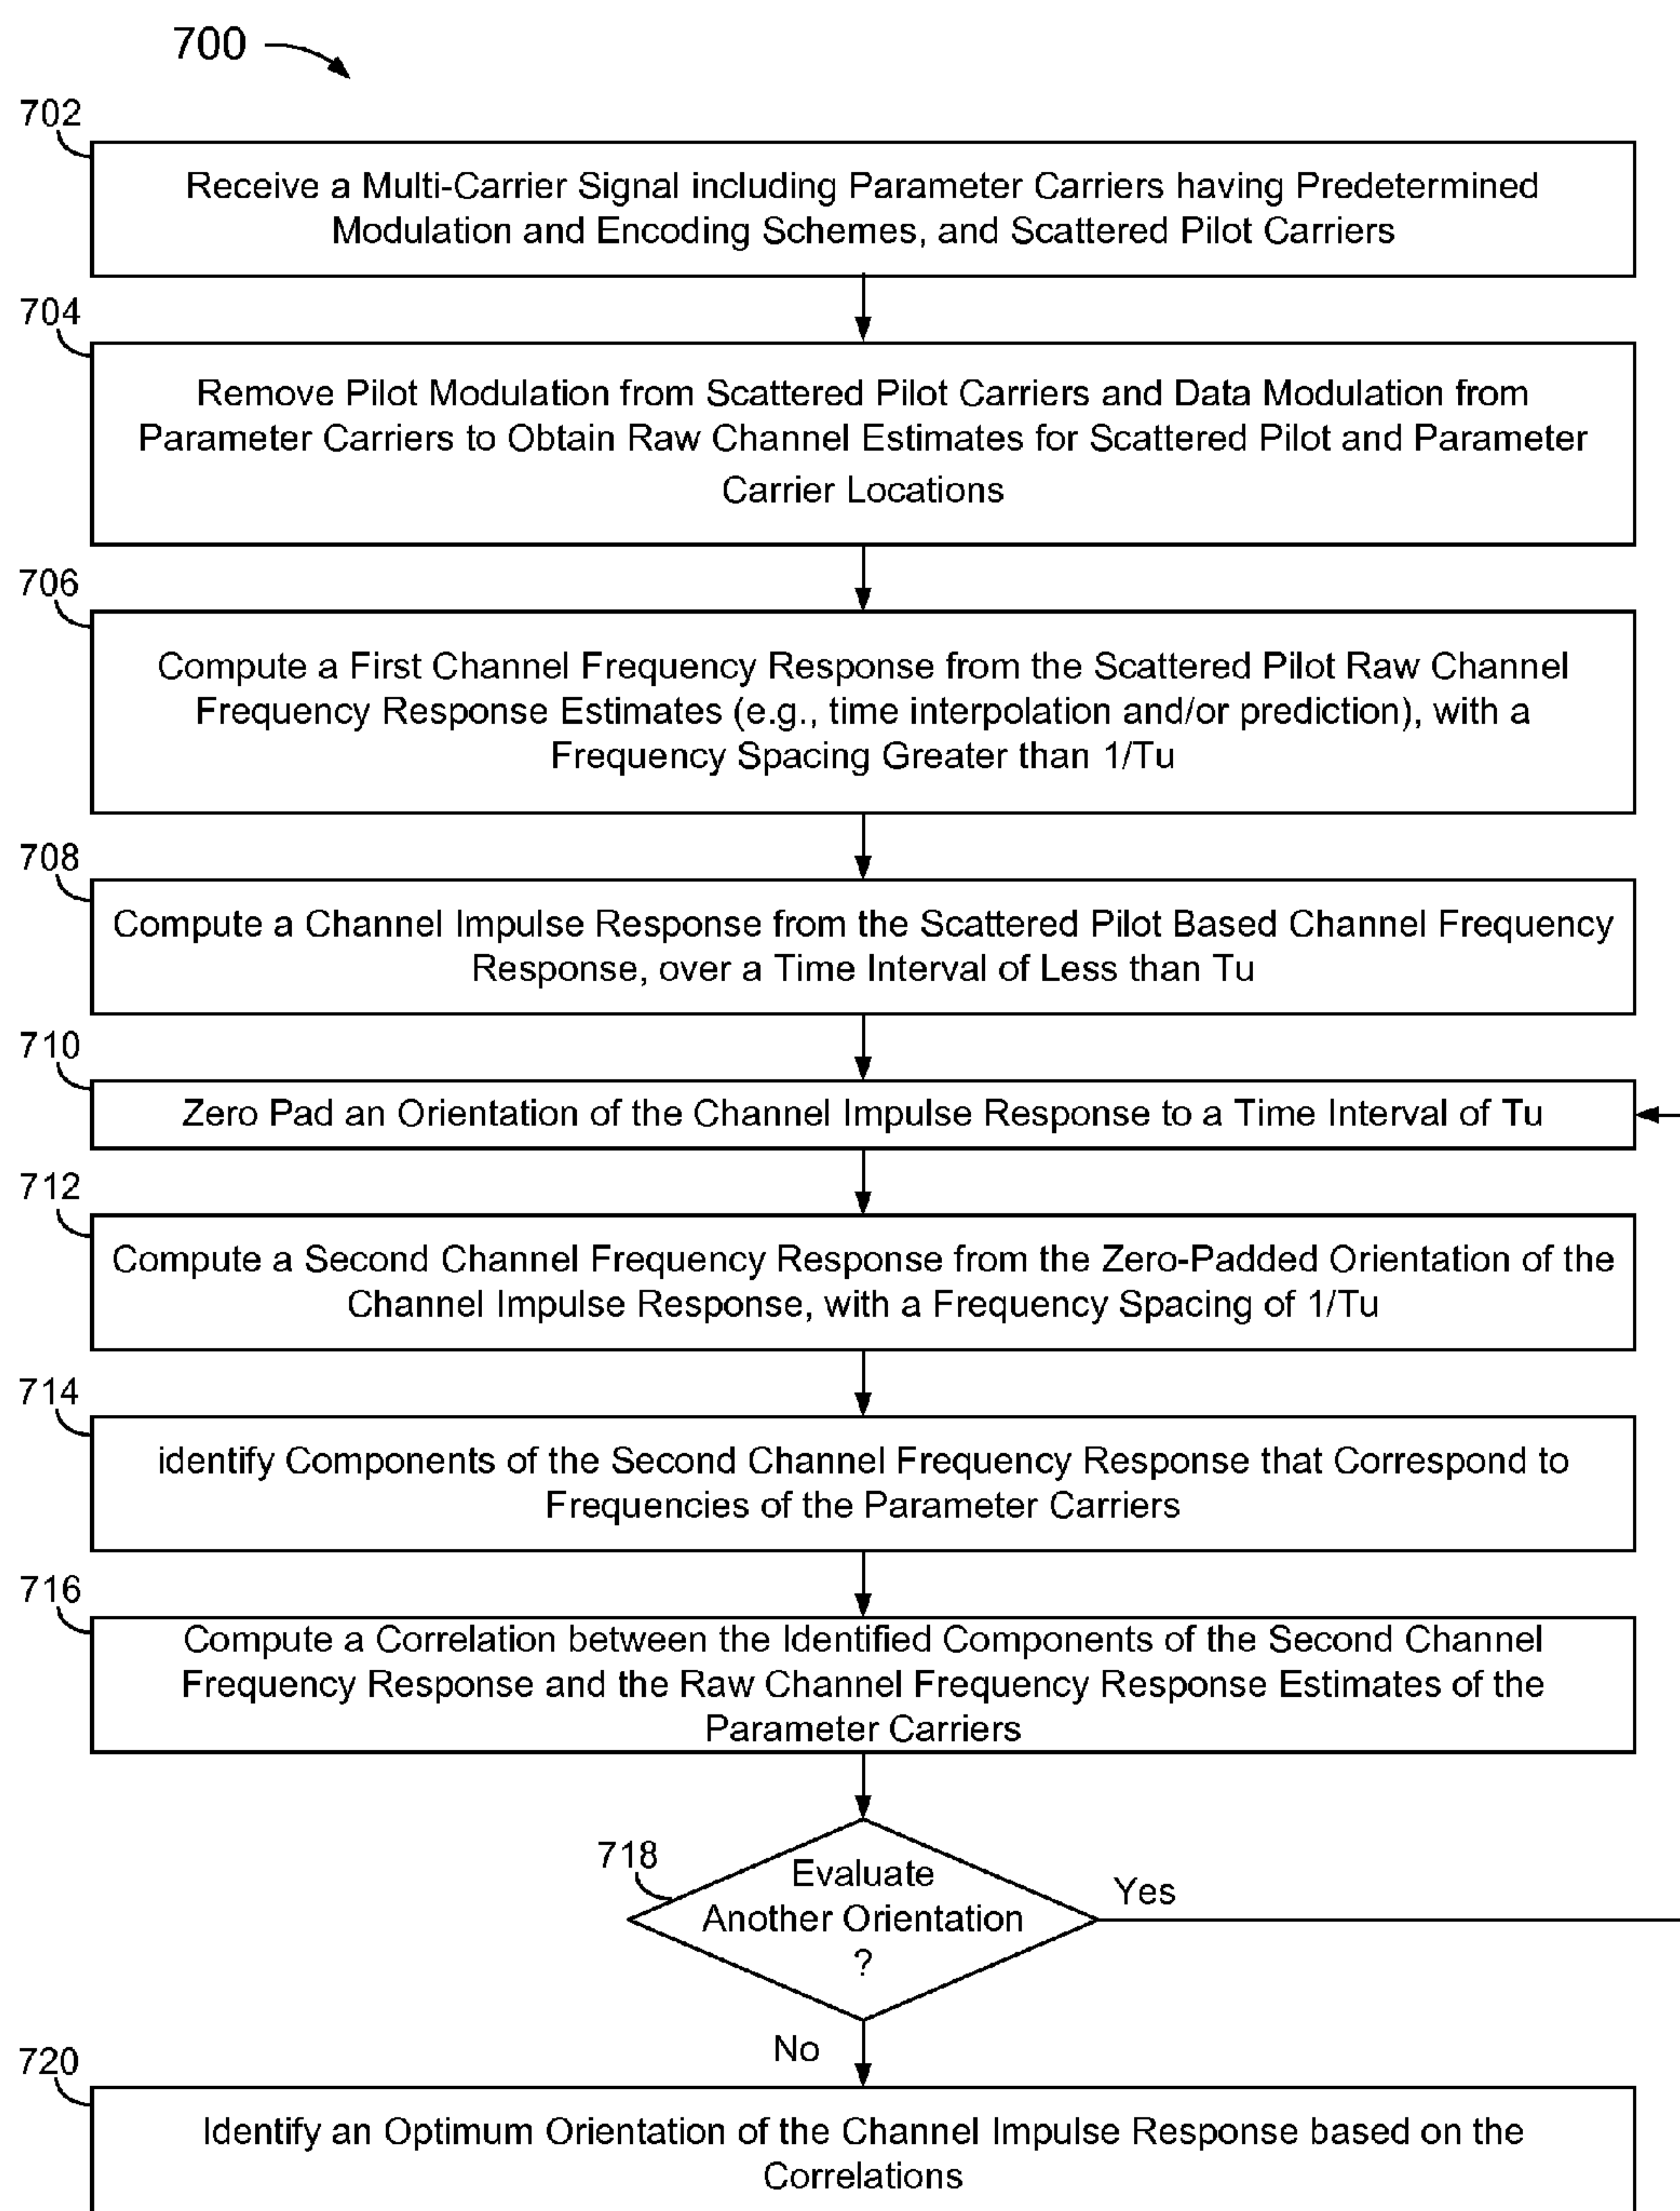 700
702
Receive a Multi-Carrier Signal including Parameter Carriers having Predetermined
Modulation and Encoding Schemes, and Scattered Pilot Carriers
704
Remove Pilot Modulation from Scattered Pilot Carriers and Data Modulation from
Parameter Carriers to Obtain Raw Channel Estimates for Scattered Pilot and Parameter
Carrier Locations
706
Compute a First Channel Frequency Response from the Scattered Pilot Raw Channel
Frequency Response Estimates (e.g., time interpolation and/or prediction), with a
Frequency Spacing Greater than 1/Tu
708
Compute a Channel Impulse Response from the Scattered Pilot Based Channel Frequency
Response, over a Time Interval of Less than Tu
710
Zero Pad an Orientation of the Channel Impulse Response to a Time Interval of Tu
712
Compute a Second Channel Frequency Response from the Zero-Padded Orientation of the
Channel Impulse Response, with a Frequency Spacing of 1/Tu
714
identify Components of the Second Channel Frequency Response that Correspond to
Frequencies of the Parameter Carriers
716
Compute a Correlation between the Identified Components of the Second Channel
Frequency Response and the Raw Channel Frequency Response Estimates of the
Parameter Carriers
718
Evaluate
Another Orientation
?
Yes
No
720
Identify an Optimum Orientation of the Channel Impulse Response based on the
Correlations